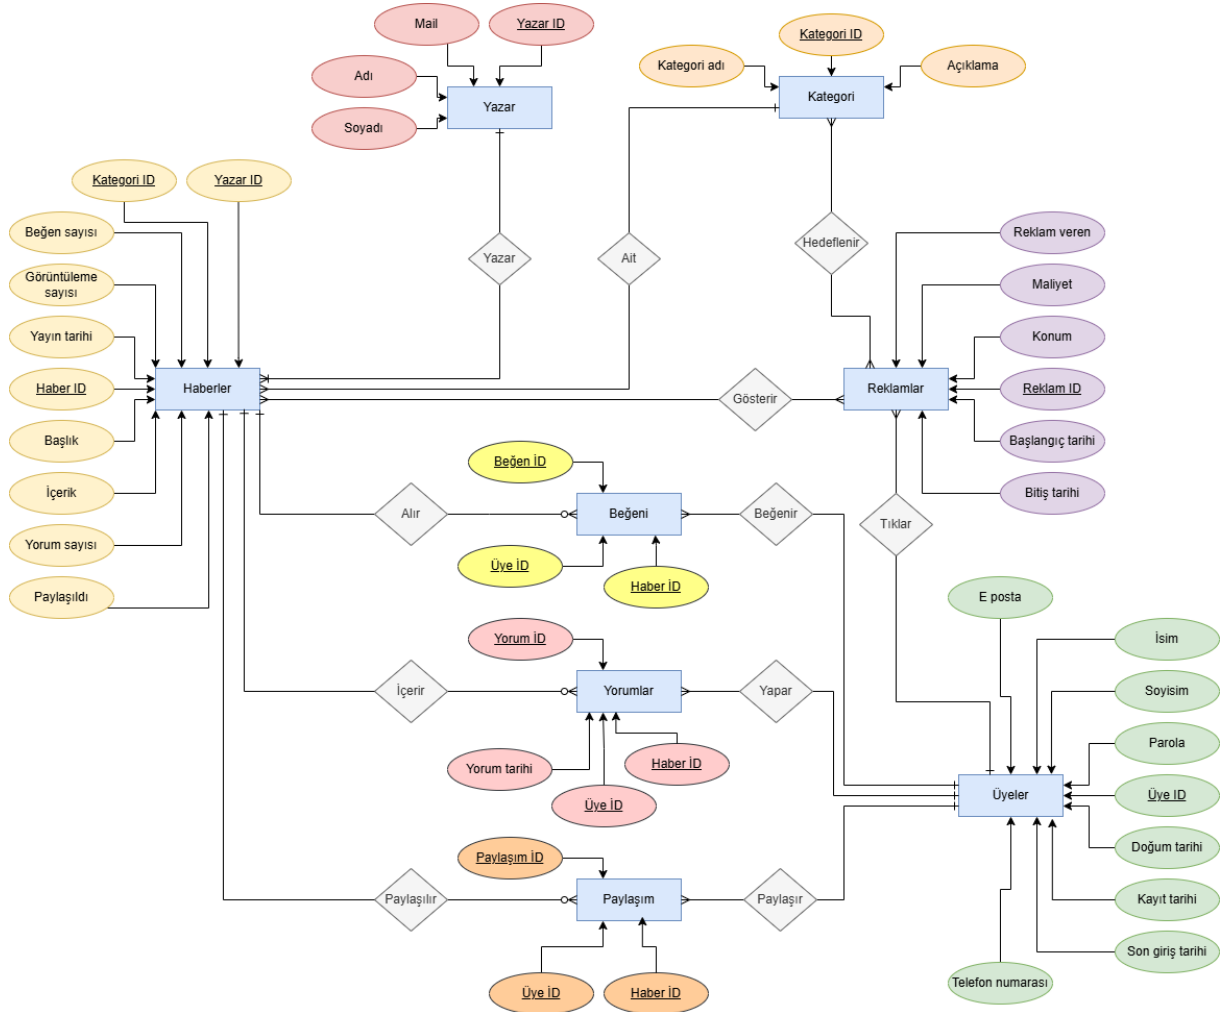 Mail
Yazar ID
Kategori ID
Adı
Kategori adı
Açıklama
Yazar
Kategori
Soyadı
Kategori ID
Yazar ID
Beğen sayısı
Reklam veren
Yazar
Ait
Hedeflenir
Görüntüleme
sayısı
Maliyet
Yayın tarihi
Konum
Haber ID
Haberler
Gösterir
Reklamlar
Reklam ID
Başlık
Başlangıç tarihi
Beğen İD
İçerik
Bitiş tarihi
Alır
Beğeni
Beğenir
Tıklar
Yorum sayısı
Üye İD
Haber İD
Paylaşıldı
E posta
Yorum İD
İsim
İçerir
Yorumlar
Yapar
Soyisim
Yorum tarihi
Haber İD
Parola
Üye İD
Üyeler
Üye ID
Doğum tarihi
Paylaşım İD
Paylaşılır
Paylaşım
Paylaşır
Kayıt tarihi
Son giriş tarihi
Üye İD
Haber İD
Telefon numarası